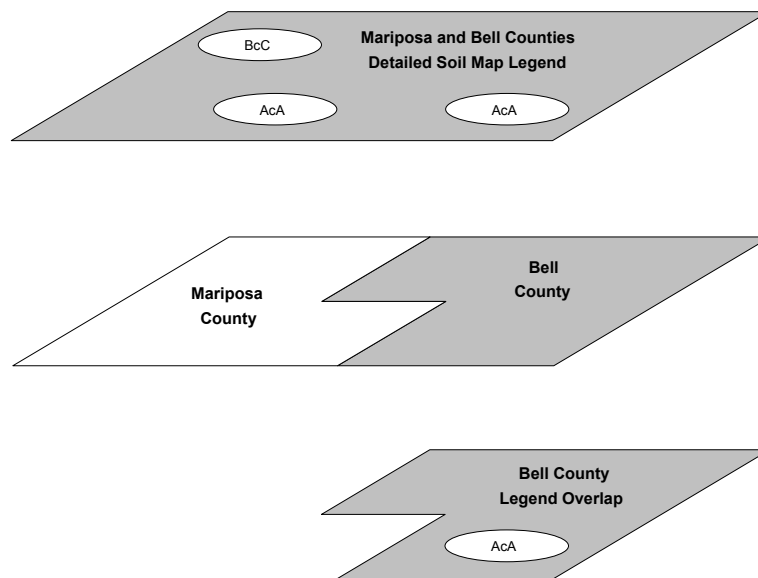 BcC
Mariposa and Bell Counties
Detailed Soil Map Legend
AcA
AcA
Mariposa
County
Bell
County
Bell County
Legend Overlap
AcA